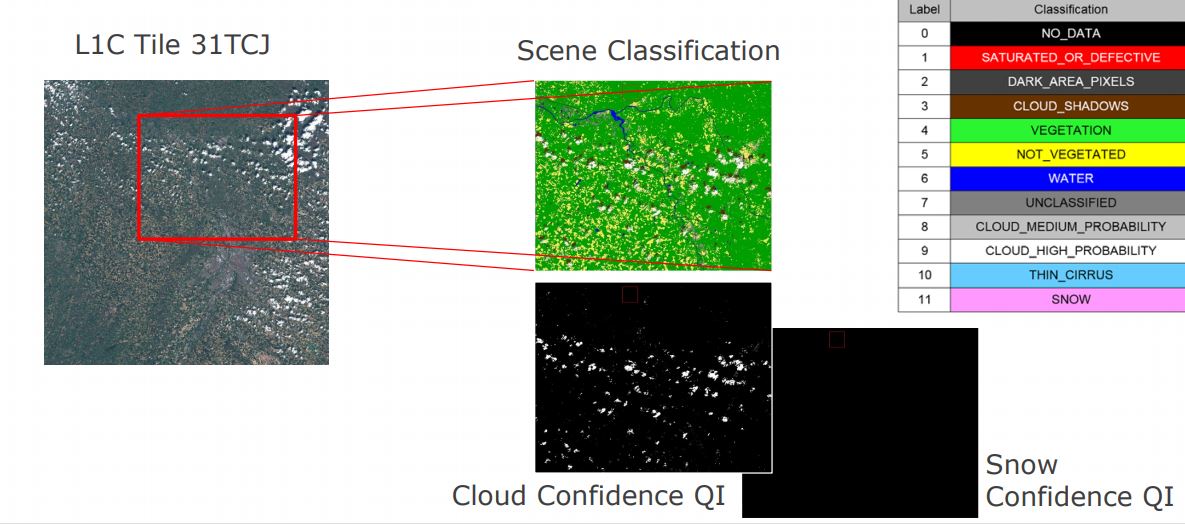 L1C Tile 31TCJ
Scene Classification
Label Classification
0 NO_DATA
1 SATURATED_OR_DEFECTIVE
2 DARK_AREA_PIXELS
3 CLOUD_SHADOWS
4 VEGETATION
5 NOT_VEGETATED
6 WATER
7 UNCLASSIFIED
8 CLOUD_MEDIUM_PROBABILITY
9 CLOUD_HIGH_PROBABILITY
10 THIN_CIRRUS
11 SNOW
Cloud Confidence QI
Snow
Confidence QI